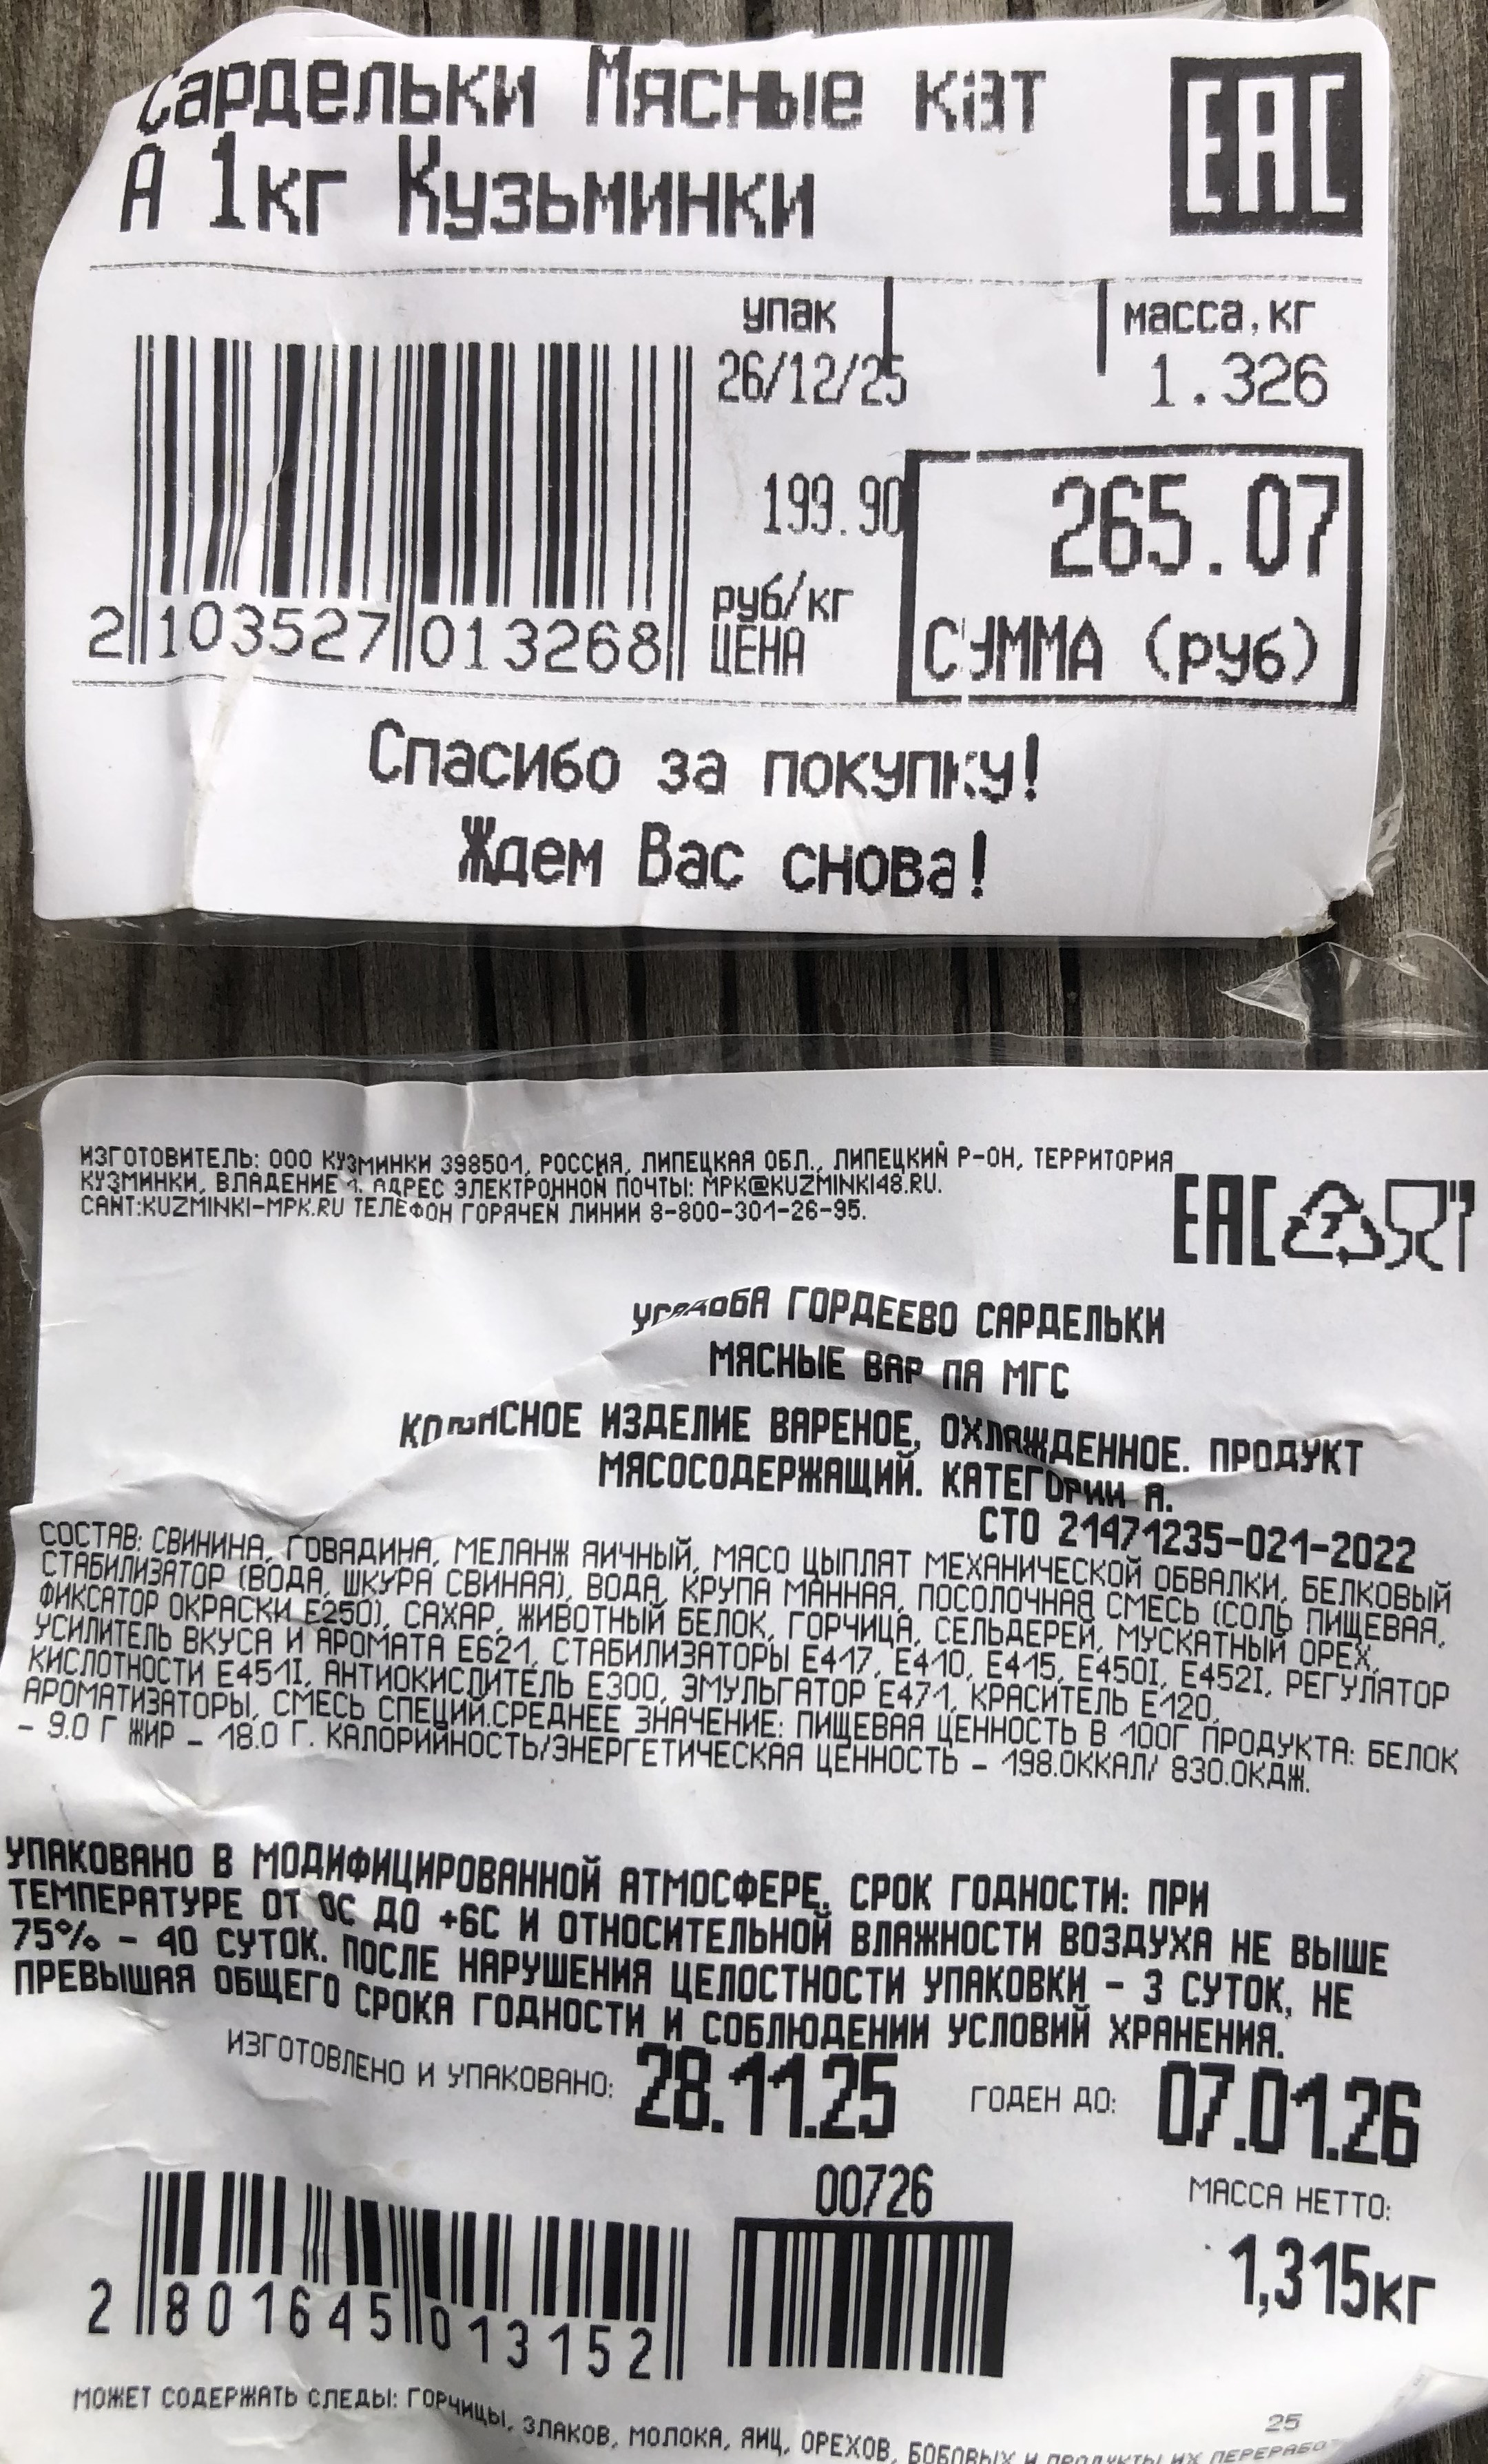 Сардельки Мясные кат
А 1кг Кузьминки
EAC
упак
масса,кг
26/12/25
1.326
199.90
265.07
руб/кг
ЦЕНА
СУММА (руб)
2 103527 013268
Спасибо за покупку!
Ждем Вас снова!
ИЗГОТОВИТЕЛЬ: ООО КУЗМИНКИ 398501, РОССИЯ, ЛИПЕЦКАЯ ОБЛ., ЛИПЕЦКИЙ Р-ОН, ТЕРРИТОРИЯ
КУЗМИНКИ, ВЛАДЕНИЕ 1. АДРЕС ЭЛЕКТРОННОЙ ПОЧТЫ: MPK@KUZMINKI48.RU.
САЙТ:KUZMINKI-MPK.RU ТЕЛЕФОН ГОРЯЧЕЙ ЛИНИИ 8-800-301-26-95.
EAC 7
УСАДЬБА ГОРДЕЕВО САРДЕЛЬКИ
МЯСНЫЕ ВАР ПА МГС
КОЛБАСНОЕ ИЗДЕЛИЕ ВАРЕНОЕ, ОХЛАЖДЕННОЕ. ПРОДУКТ
МЯСОСОДЕРЖАЩИЙ. КАТЕГОРИИ А.
СТО 21471235-021-2022
СОСТАВ: СВИНИНА, ГОВЯДИНА, МЕЛАНЖ ЯИЧНЫЙ, МЯСО ЦЫПЛЯТ МЕХАНИЧЕСКОЙ ОБВАЛКИ, БЕЛКОВЫЙ
СТАБИЛИЗАТОР (ВОДА, ШКУРА СВИНАЯ), ВОДА, КРУПА МАННАЯ, ПОСОЛОЧНАЯ СМЕСЬ (СОЛЬ ПИЩЕВАЯ,
ФИКСАТОР ОКРАСКИ Е250), САХАР, ЖИВОТНЫЙ БЕЛОК, ГОРЧИЦА, СЕЛЬДЕРЕЙ, МУСКАТНЫЙ ОРЕХ,
УСИЛИТЕЛЬ ВКУСА И АРОМАТА Е621, СТАБИЛИЗАТОРЫ Е417, Е410, Е415, Е450I, Е452I, РЕГУЛЯТОР
КИСЛОТНОСТИ Е451I, АНТИОКИСЛИТЕЛЬ Е300, ЭМУЛЬГАТОР Е471, КРАСИТЕЛЬ Е120,
АРОМАТИЗАТОРЫ, СМЕСЬ СПЕЦИЙ.СРЕДНЕЕ ЗНАЧЕНИЕ: ПИЩЕВАЯ ЦЕННОСТЬ В 100Г ПРОДУКТА: БЕЛОК
- 9.0 Г ЖИР - 18.0 Г. КАЛОРИЙНОСТЬ/ЭНЕРГЕТИЧЕСКАЯ ЦЕННОСТЬ - 198.0ККАЛ/ 830.0КДЖ.
УПАКОВАНО В МОДИФИЦИРОВАННОЙ АТМОСФЕРЕ. СРОК ГОДНОСТИ: ПРИ
ТЕМПЕРАТУРЕ ОТ 0С ДО +6С И ОТНОСИТЕЛЬНОЙ ВЛАЖНОСТИ ВОЗДУХА НЕ ВЫШЕ
75% - 40 СУТОК. ПОСЛЕ НАРУШЕНИЯ ЦЕЛОСТНОСТИ УПАКОВКИ - 3 СУТОК, НЕ
ПРЕВЫШАЯ ОБЩЕГО СРОКА ГОДНОСТИ И СОБЛЮДЕНИИ УСЛОВИЙ ХРАНЕНИЯ.
ИЗГОТОВЛЕНО И УПАКОВАНО: 28.11.25 ГОДЕН ДО: 07.01.26
00726
МАССА НЕТТО:
1,315кг
2 801645 013152
МОЖЕТ СОДЕРЖАТЬ СЛЕДЫ: ГОРЧИЦЫ, ЗЛАКОВ, МОЛОКА, ЯИЦ, ОРЕХОВ, БОБОВЫХ И ПРОДУКТЫ ИХ
25